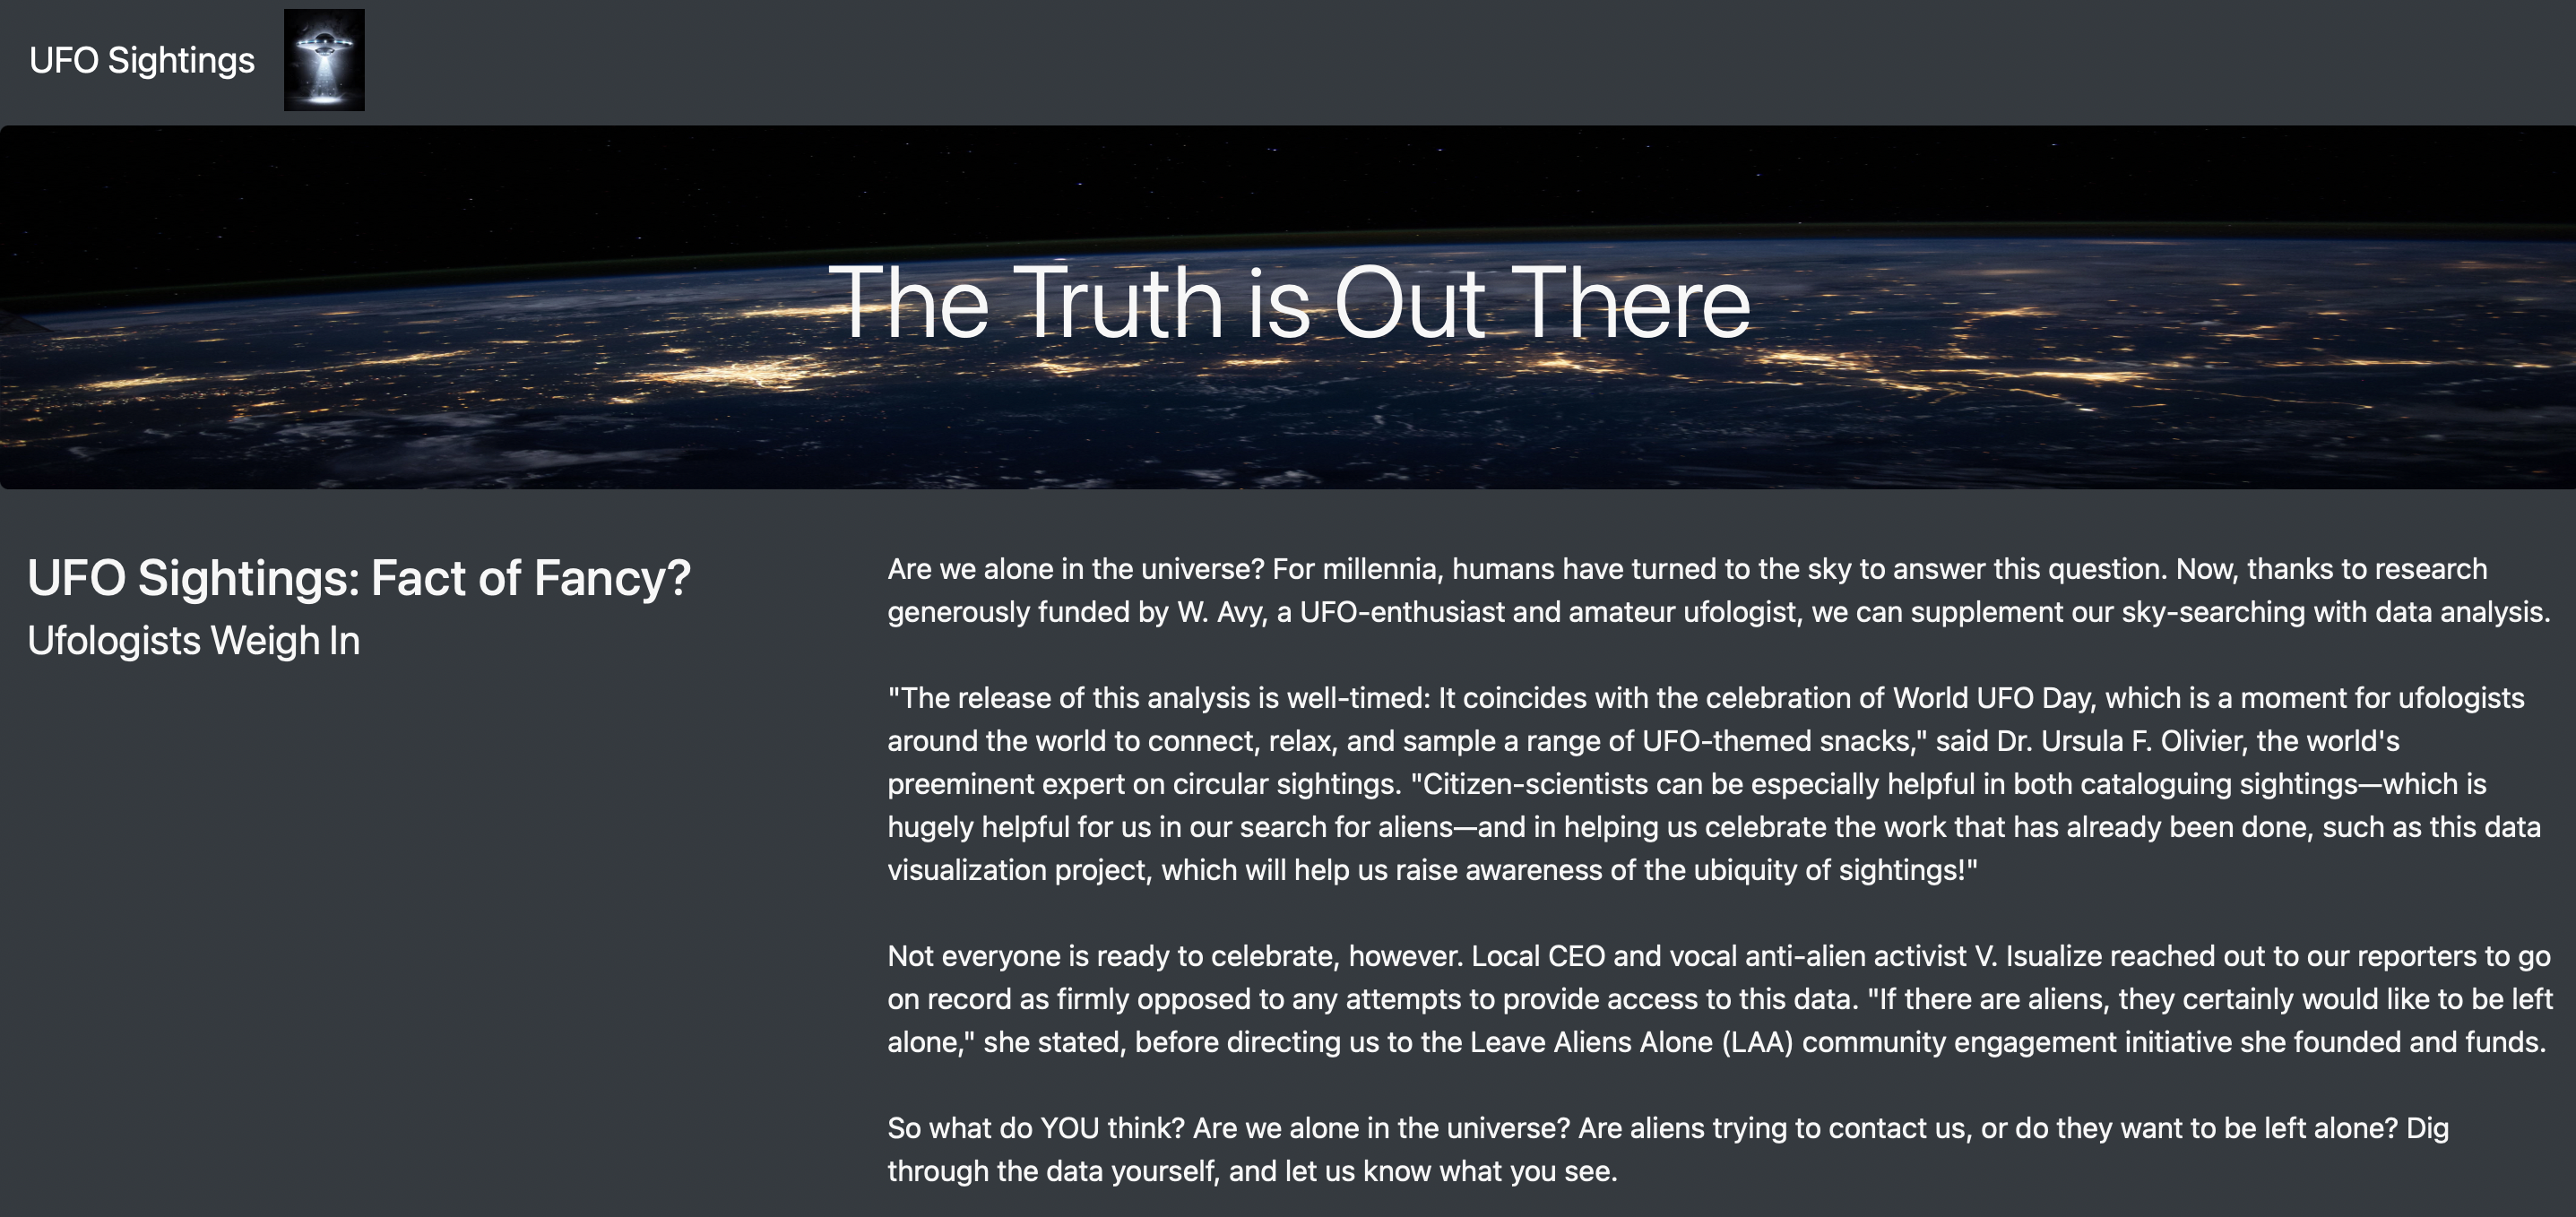 UFO Sightings
The Truth is Out There
UFO Sightings: Fact of Fancy?
Ufologists Weigh In
Are we alone in the universe? For millennia, humans have turned to the sky to answer this question. Now, thanks to research
generously funded by W. Avy, a UFO-enthusiast and amateur ufologist, we can supplement our sky-searching with data analysis.
"The release of this analysis is well-timed: It coincides with the celebration of World UFO Day, which is a moment for ufologists
around the world to connect, relax, and sample a range of UFO-themed snacks," said Dr. Ursula F. Olivier, the world's
preeminent expert on circular sightings. "Citizen-scientists can be especially helpful in both cataloguing sightings—which is
hugely helpful for us in our search for aliens—and in helping us celebrate the work that has already been done, such as this data
visualization project, which will help us raise awareness of the ubiquity of sightings!"
Not everyone is ready to celebrate, however. Local CEO and vocal anti-alien activist V. Isualize reached out to our reporters to go
on record as firmly opposed to any attempts to provide access to this data. "If there are aliens, they certainly would like to be left
alone," she stated, before directing us to the Leave Aliens Alone (LAA) community engagement initiative she founded and funds.
So what do YOU think? Are we alone in the universe? Are aliens trying to contact us, or do they want to be left alone? Dig
through the data yourself, and let us know what you see.